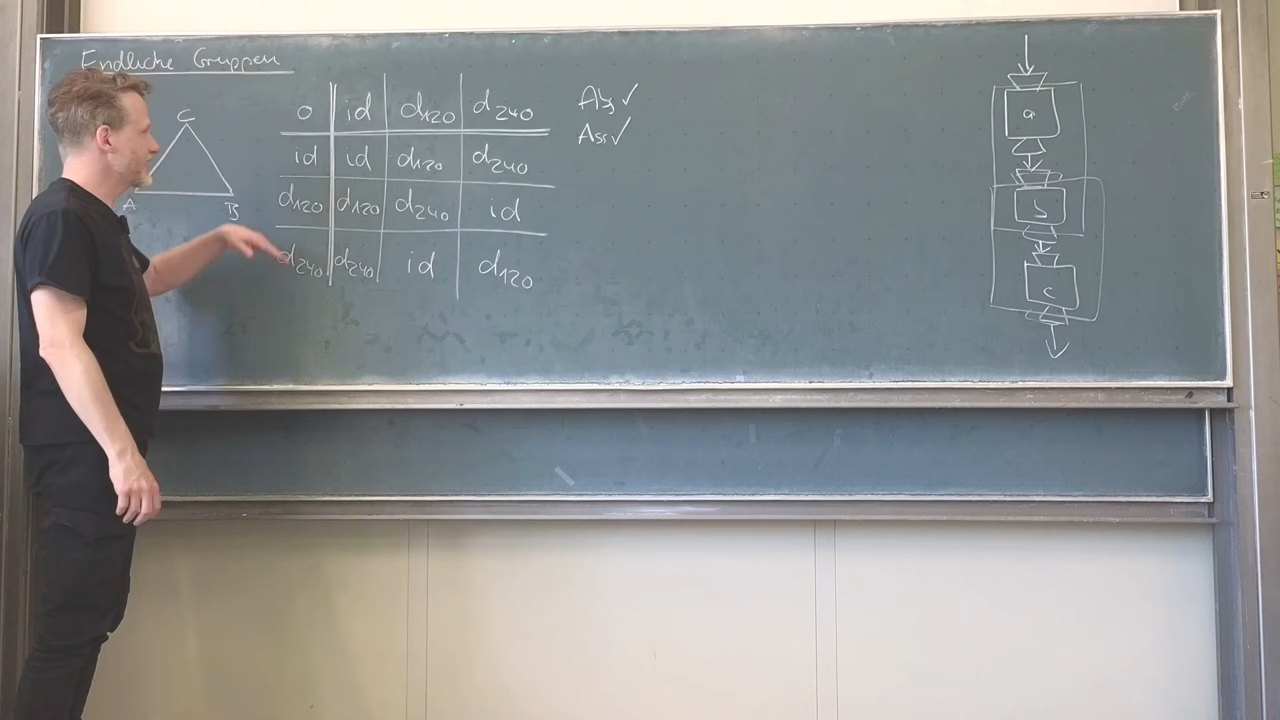 Endliche Gruppen
C
A B
∘ id d120 d240
id id d120 d240
d120 d120 d240 id
d240 d240 id d120
Abg ✓
Ass ✓
a
b
c